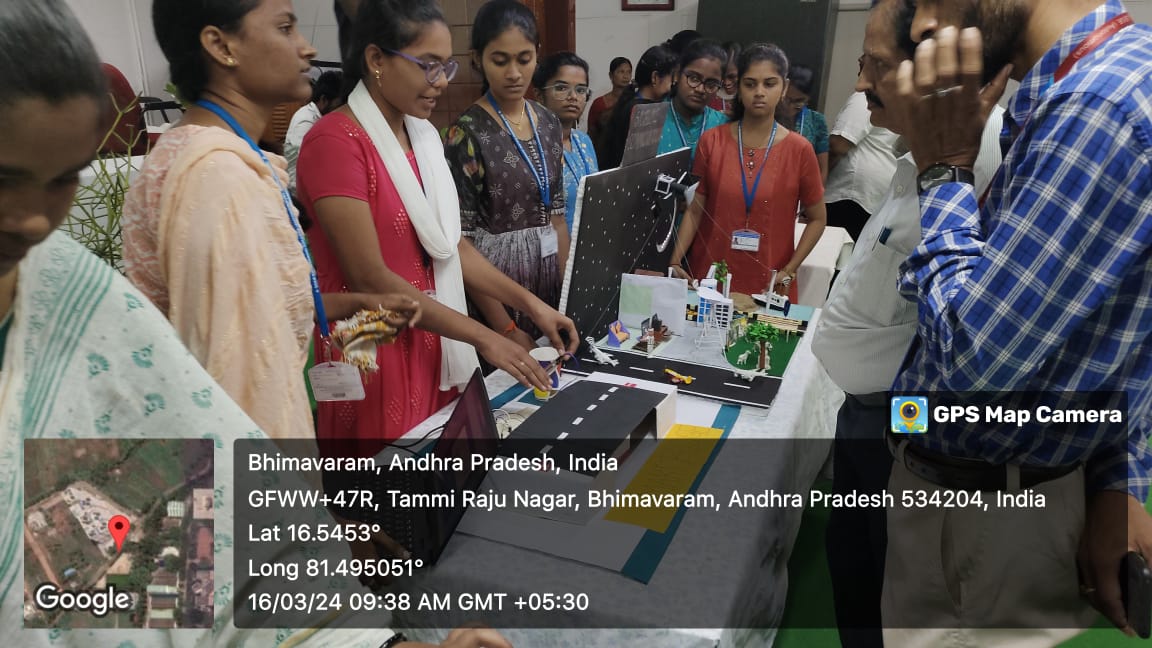 GPS Map Camera
Bhimavaram, Andhra Pradesh, India
GFWW+47R, Tammi Raju Nagar, Bhimavaram, Andhra Pradesh 534204, India
Lat 16.5453°
Long 81.495051°
16/03/24 09:38 AM GMT +05:30
Google